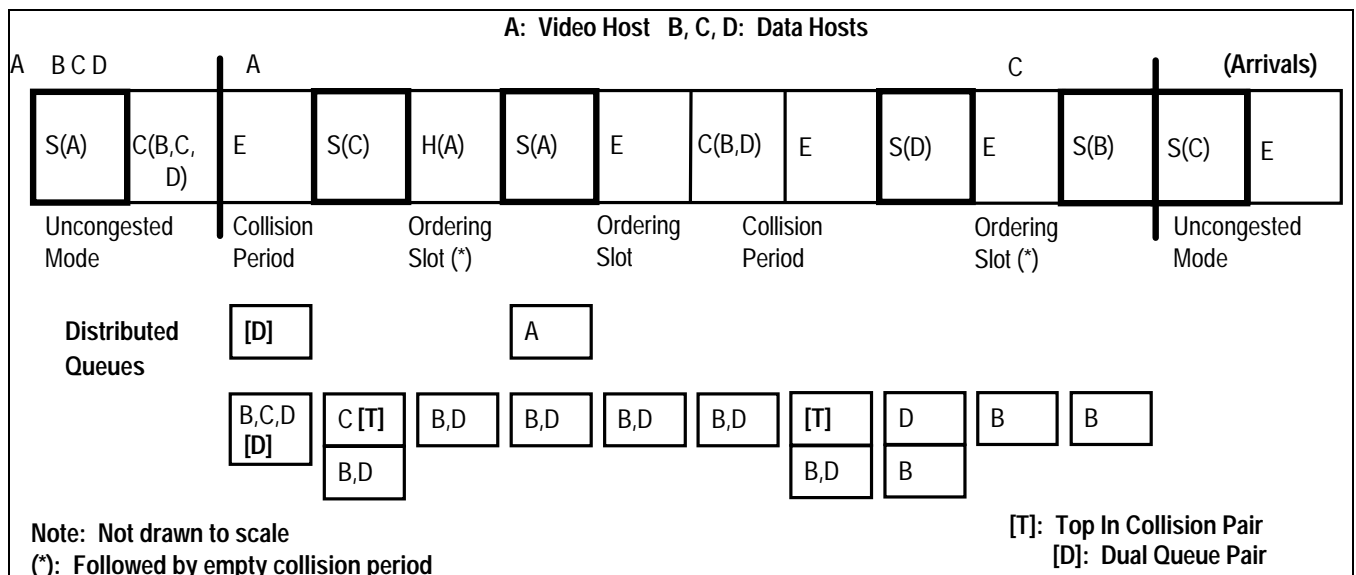 A: Video Host B, C, D: Data Hosts
A B C D A C (Arrivals)
S(A) C(B,C, D) E S(C) H(A) S(A) E C(B,D) E S(D) E S(B) S(C) E
Uncongested Mode
Collision Period
Ordering Slot (*)
Ordering Slot
Collision Period
Ordering Slot (*)
Uncongested Mode
Distributed Queues
[D] A
B,C,D [D]
C [T]
B,D
B,D
B,D
B,D
B,D
[T]
B,D
D
B
B
B
Note: Not drawn to scale
(*): Followed by empty collision period
[T]: Top In Collision Pair
[D]: Dual Queue Pair